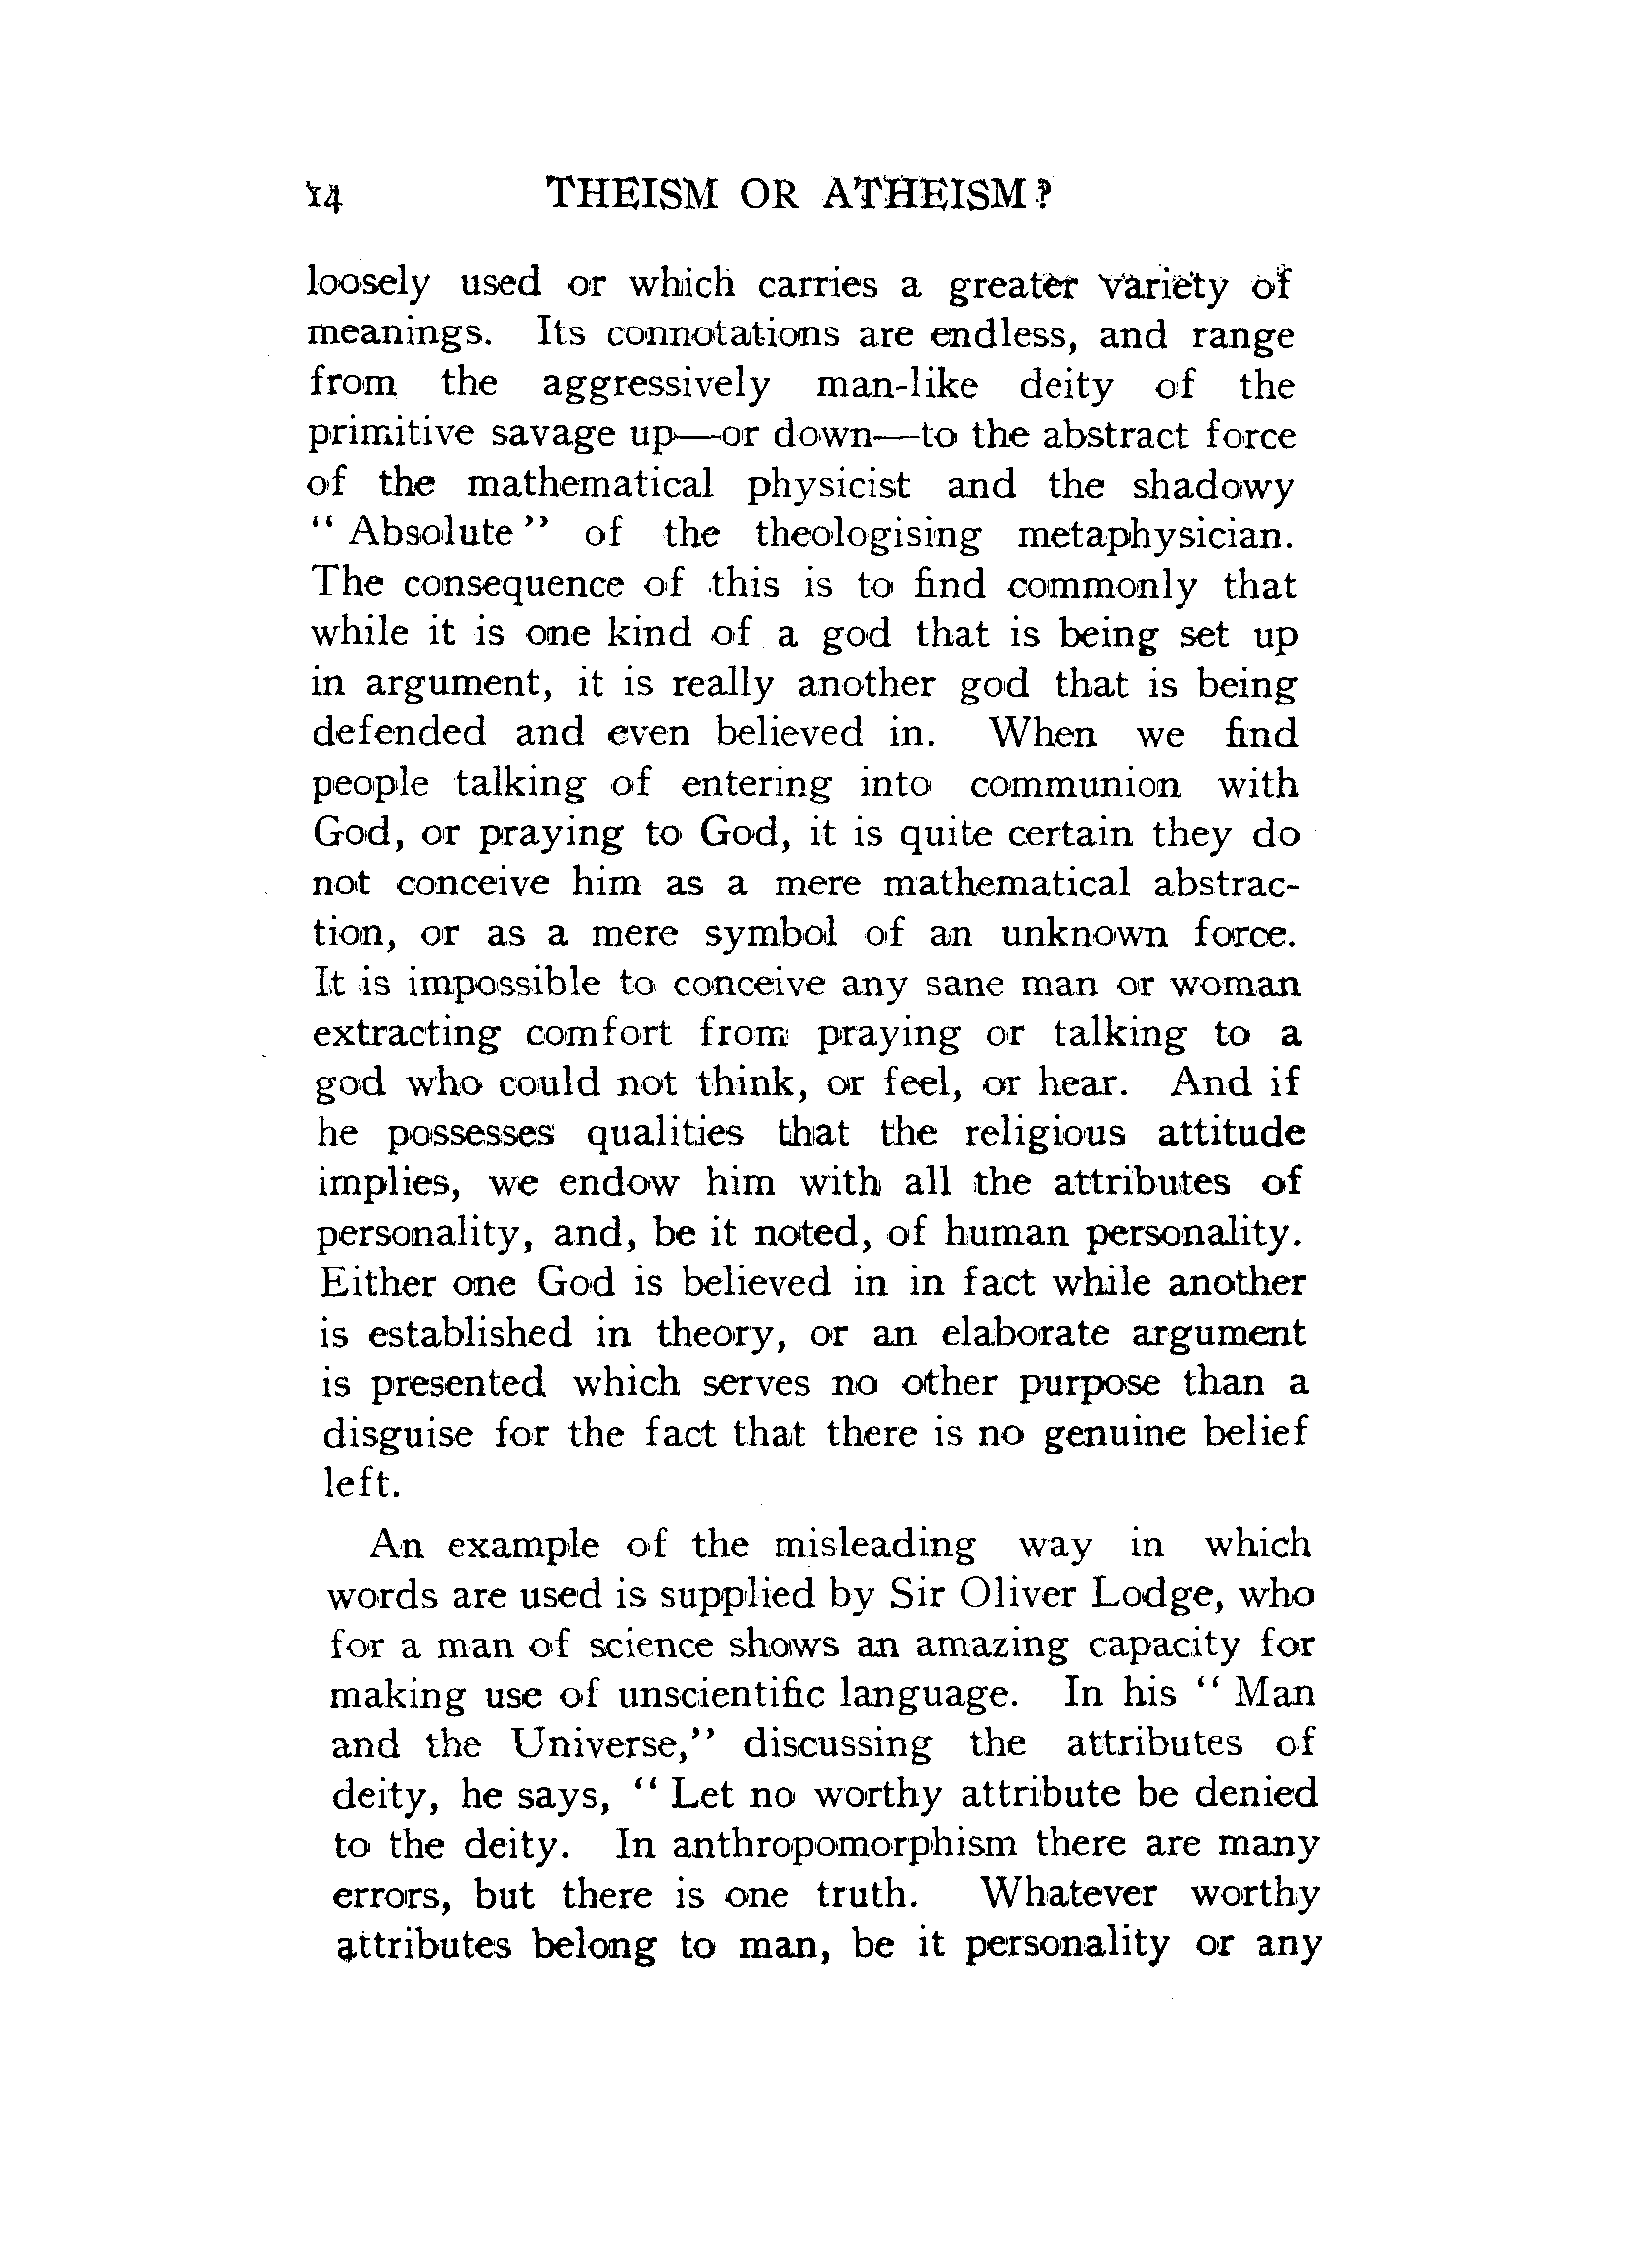 14 THEISM OR ATHEISM?
loosely used or which carries a greater variety of
meanings. Its connotations are endless, and range
from the aggressively man-like deity of the
primitive savage up—or down—to the abstract force
of the mathematical physicist and the shadowy
“ Absolute ” of the theologising metaphysician.
The consequence of this is to find commonly that
while it is one kind of a god that is being set up
in argument, it is really another god that is being
defended and even believed in. When we find
people talking of entering into communion with
God, or praying to God, it is quite certain they do
not conceive him as a mere mathematical abstrac-
tion, or as a mere symbol of an unknown force.
It is impossible to conceive any sane man or woman
extracting comfort from praying or talking to a
god who could not think, or feel, or hear. And if
he possesses qualities that the religious attitude
implies, we endow him with all the attributes of
personality, and, be it noted, of human personality.
Either one God is believed in in fact while another
is established in theory, or an elaborate argument
is presented which serves no other purpose than a
disguise for the fact that there is no genuine belief
left.
An example of the misleading way in which
words are used is supplied by Sir Oliver Lodge, who
for a man of science shows an amazing capacity for
making use of unscientific language. In his “ Man
and the Universe,” discussing the attributes of
deity, he says, “ Let no worthy attribute be denied
to the deity. In anthropomorphism there are many
errors, but there is one truth. Whatever worthy
attributes belong to man, be it personality or any